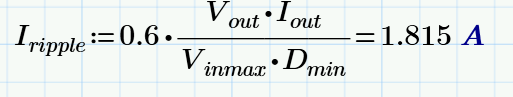 I_ripple := 0.6 · (V_out · I_out) / (V_inmax · D_min) = 1.815 A